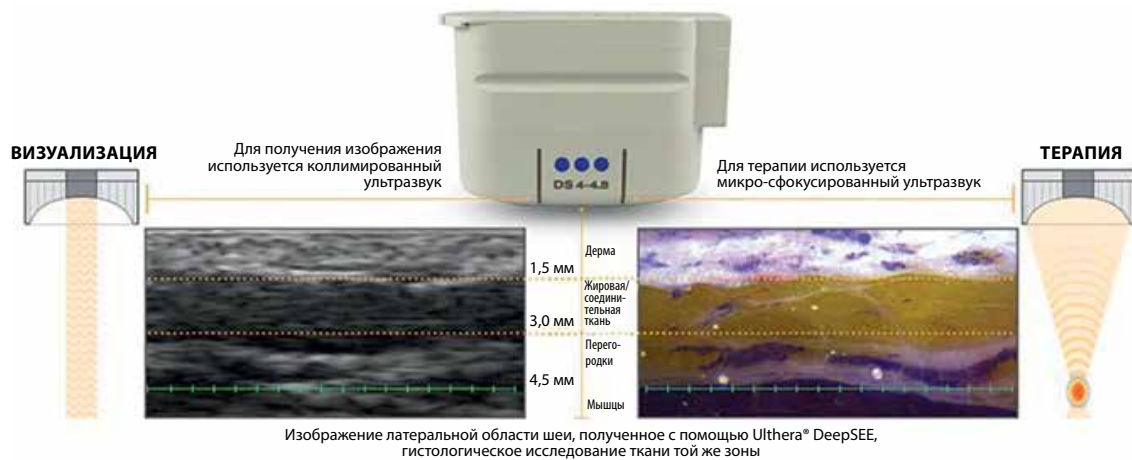 ВИЗУАЛИЗАЦИЯ
Для получения изображения
используется коллимированный
ультразвук
DS 4-4.5
Для терапии используется
микро-сфокусированный ультразвук
ТЕРАПИЯ
1,5 мм
3,0 мм
4,5 мм
Дерма
Жировая/
соедини-
тельная
ткань
Перего-
родки
Мышцы
Изображение латеральной области шеи, полученное с помощью Ulthera® DeepSEE,
гистологическое исследование ткани той же зоны